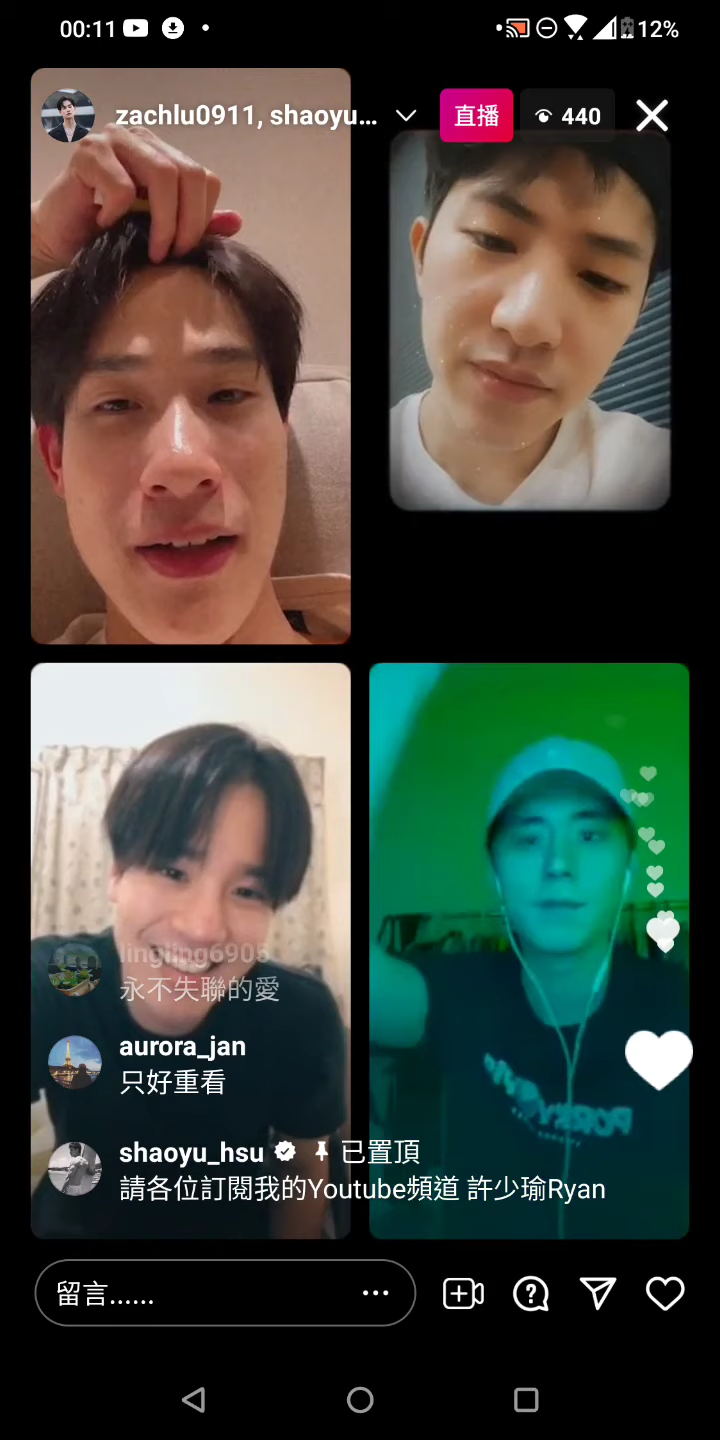 00:11
12%
zachlu0911, shaoyu...
直播
440
lingling6905
永不失聯的愛
aurora_jan
只好重看
shaoyu_hsu 已置頂
請各位訂閱我的Youtube頻道 許少瑜Ryan
留言......